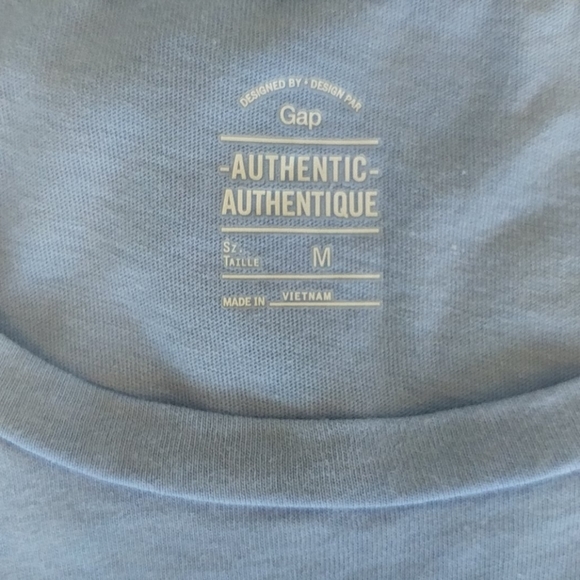 DESIGNED BY • DESIGN PAR
Gap
-AUTHENTIC-
AUTHENTIQUE
Sz.
TAILLE M
MADE IN VIETNAM